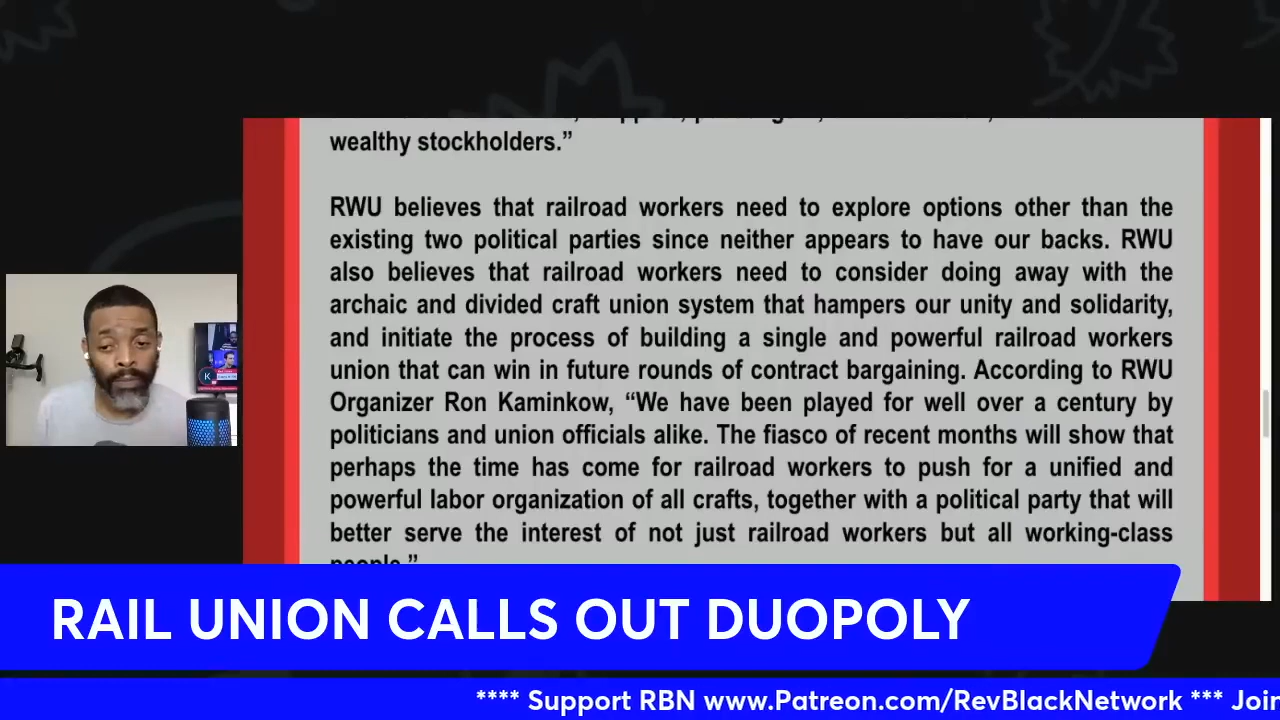 wealthy stockholders.”
RWU believes that railroad workers need to explore options other than the
existing two political parties since neither appears to have our backs. RWU
also believes that railroad workers need to consider doing away with the
archaic and divided craft union system that hampers our unity and solidarity,
and initiate the process of building a single and powerful railroad workers
union that can win in future rounds of contract bargaining. According to RWU
Organizer Ron Kaminkow, “We have been played for well over a century by
politicians and union officials alike. The fiasco of recent months will show that
perhaps the time has come for railroad workers to push for a unified and
powerful labor organization of all crafts, together with a political party that will
better serve the interest of not just railroad workers but all working-class
people.”
RAIL UNION CALLS OUT DUOPOLY
**** Support RBN www.Patreon.com/RevBlackNetwork *** Join